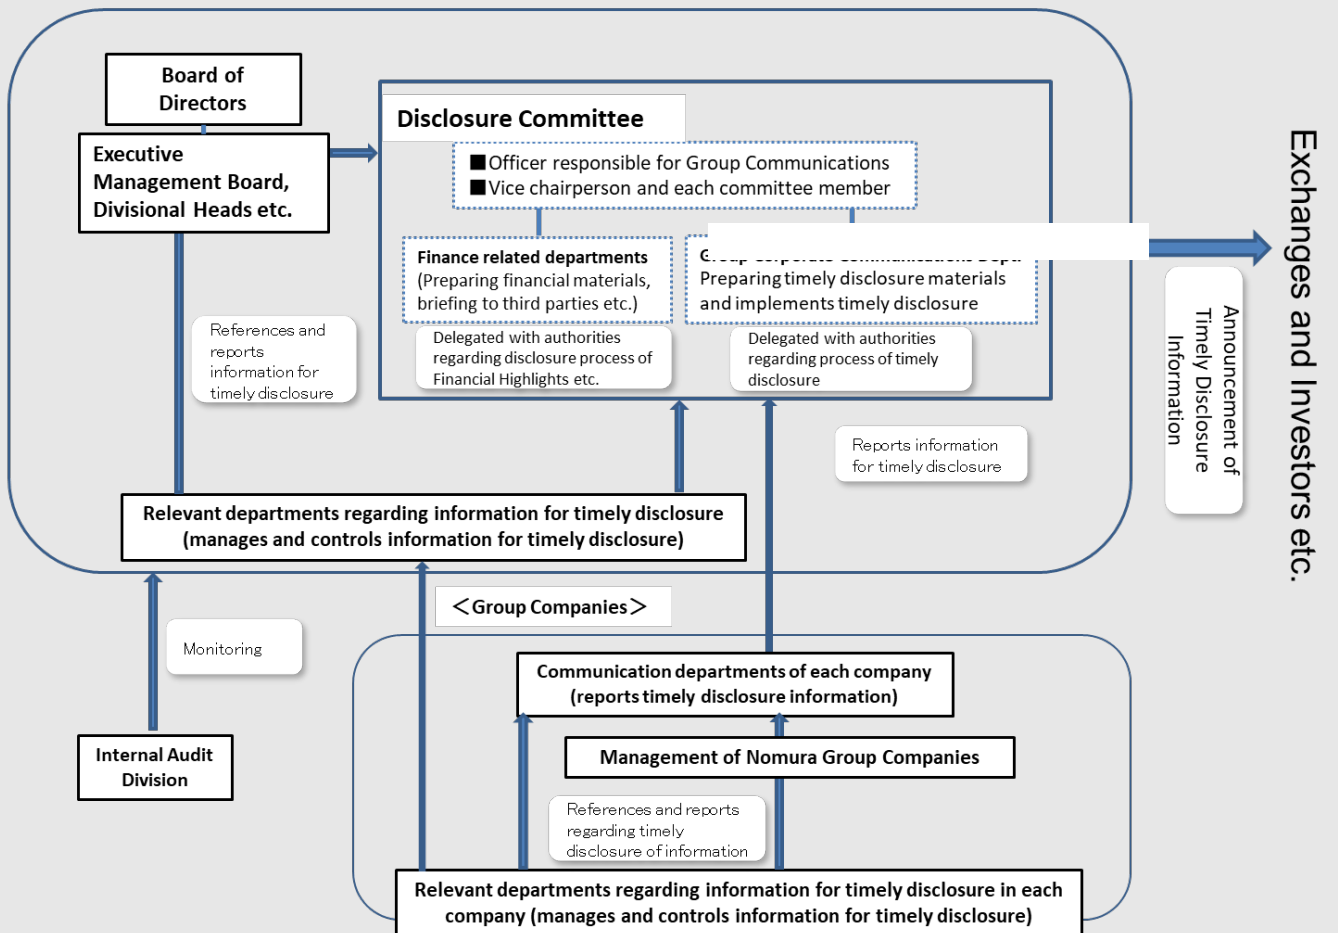 Board of
Directors
Executive
Management Board,
Divisional Heads etc.
Disclosure Committee
■Officer responsible for Group Communications
■Vice chairperson and each committee member
Finance related departments
(Preparing financial materials,
briefing to third parties etc.)
Delegated with authorities
regarding disclosure process of
Financial Highlights etc.
Preparing timely disclosure materials
and implements timely disclosure
Delegated with authorities
regarding process of timely
disclosure
References and
reports
information for
timely disclosure
Reports information
for timely disclosure
Announcement of
Timely Disclosure
Information
Exchanges and Investors etc.
Relevant departments regarding information for timely disclosure
(manages and controls information for timely disclosure)
Monitoring
Internal Audit
Division
＜Group Companies＞
Communication departments of each company
(reports timely disclosure information)
Management of Nomura Group Companies
References and reports
regarding timely
disclosure of information
Relevant departments regarding information for timely disclosure in each
company (manages and controls information for timely disclosure)